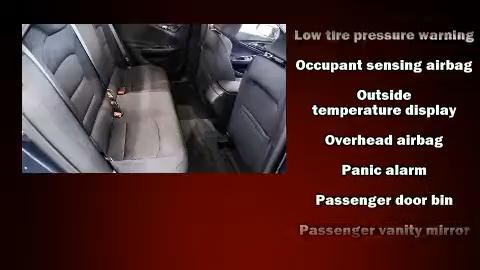 Low tire pressure warning
Occupant sensing airbag
Outside
temperature display
Overhead airbag
Panic alarm
Passenger door bin
Passenger vanity mirror